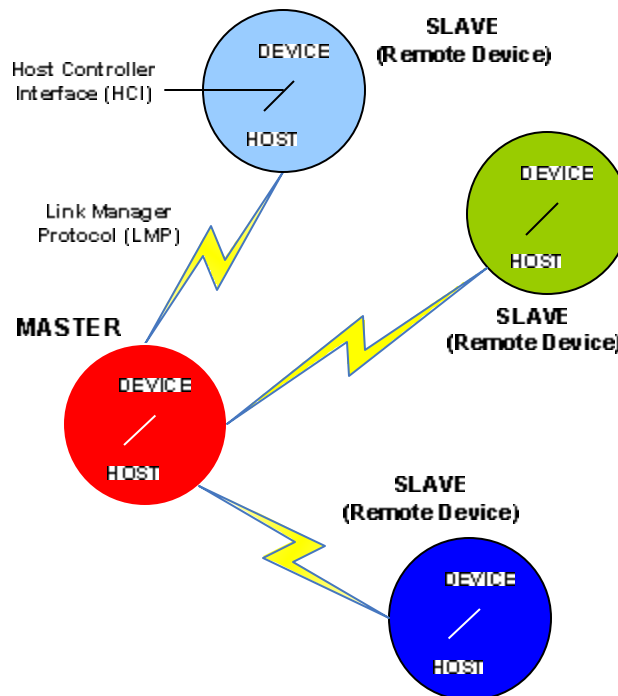 SLAVE
(Remote Device)
DEVICE
Host Controller
Interface (HCI)
HOST
DEVICE
Link Manager
Protocol (LMP)
HOST
SLAVE
(Remote Device)
MASTER
DEVICE
HOST
SLAVE
(Remote Device)
DEVICE
HOST